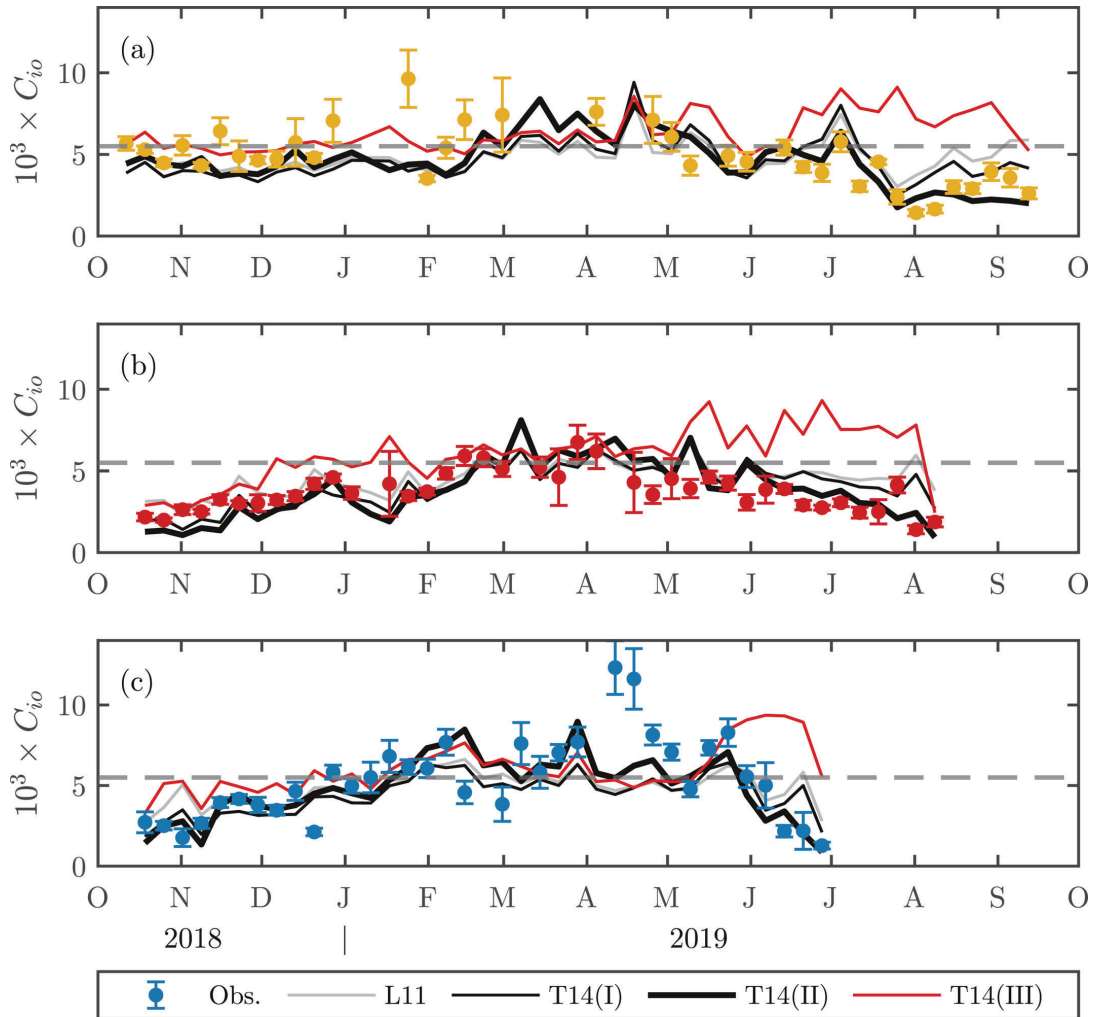 (a)
10
5
0
10³ × C_io
O N D J F M A M J J A S O
(b)
10
5
0
10³ × C_io
O N D J F M A M J J A S O
(c)
10
5
0
10³ × C_io
O N D J F M A M J J A S O
2018 | 2019
Obs. L11 T14(I) T14(II) T14(III)